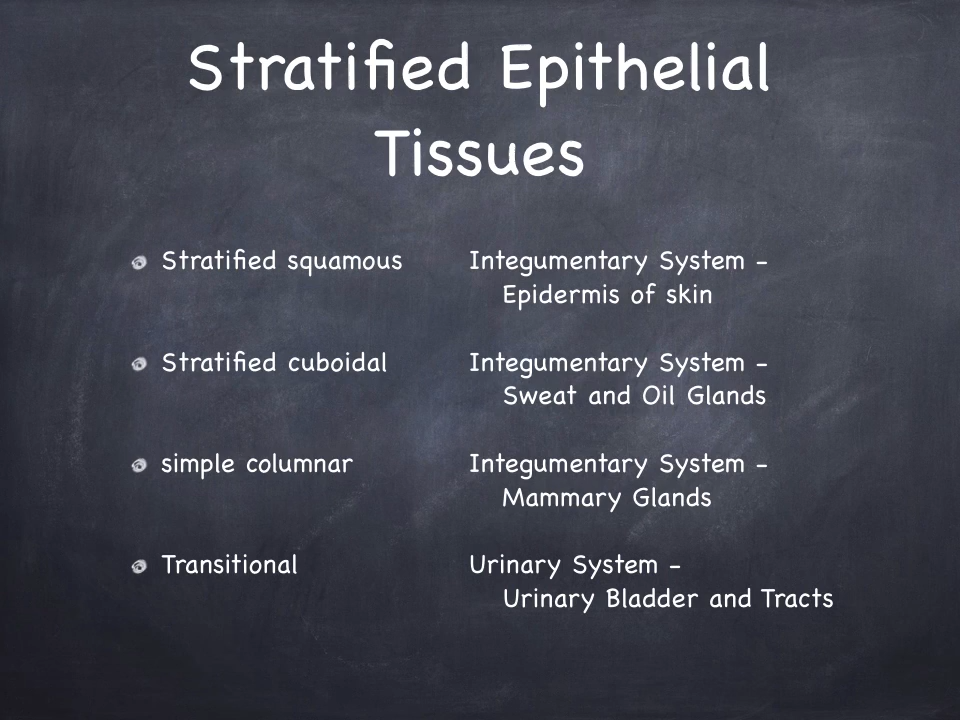 Stratified Epithelial
Tissues
Stratified squamous
Integumentary System -
Epidermis of skin
Stratified cuboidal
Integumentary System -
Sweat and Oil Glands
simple columnar
Integumentary System -
Mammary Glands
Transitional
Urinary System -
Urinary Bladder and Tracts